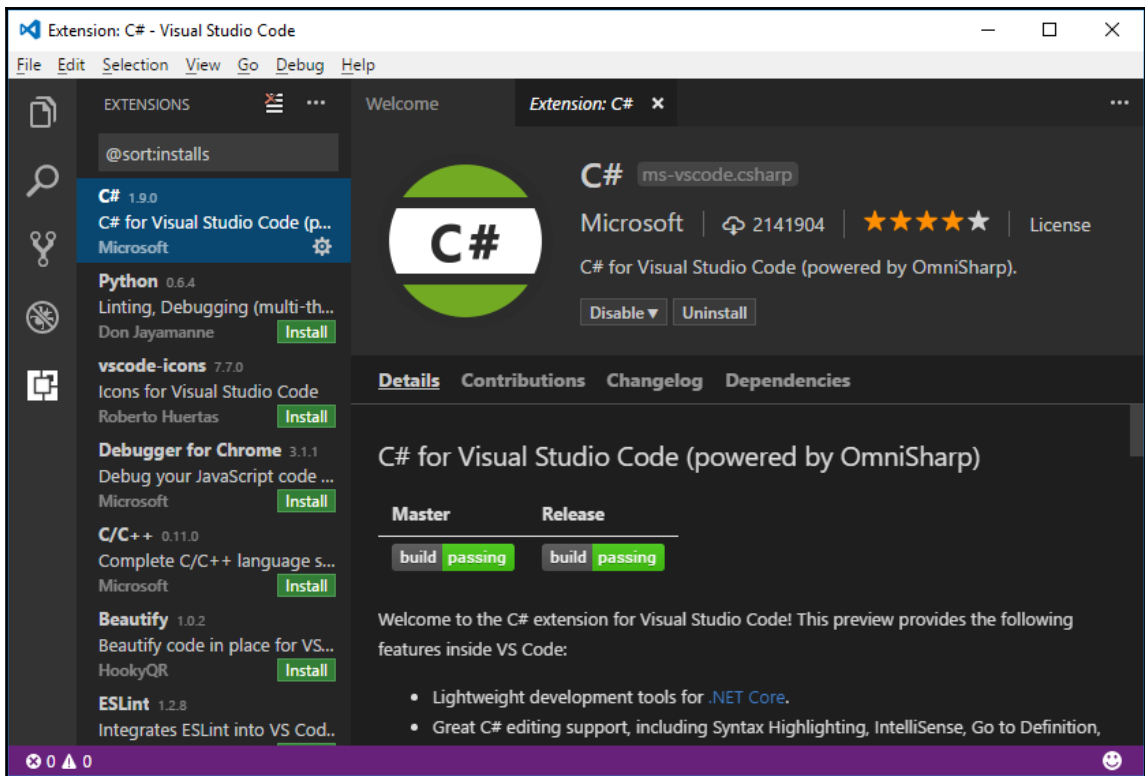 Extension: C# - Visual Studio Code
File Edit Selection View Go Debug Help
EXTENSIONS
@sort:installs
C# 1.9.0
C# for Visual Studio Code (p...
Microsoft
Python 0.6.4
Linting, Debugging (multi-th...
Don Jayamanne Install
vscode-icons 7.7.0
Icons for Visual Studio Code
Roberto Huertas Install
Debugger for Chrome 3.1.1
Debug your JavaScript code ...
Microsoft Install
C/C++ 0.11.0
Complete C/C++ language s...
Microsoft Install
Beautify 1.0.2
Beautify code in place for VS...
HookyQR Install
ESLint 1.2.8
Integrates ESLint into VS Cod..
Welcome Extension: C#
C#
C# ms-vscode.csharp
Microsoft 2141904 License
C# for Visual Studio Code (powered by OmniSharp).
Disable Uninstall
Details Contributions Changelog Dependencies
C# for Visual Studio Code (powered by OmniSharp)
Master Release
build passing build passing
Welcome to the C# extension for Visual Studio Code! This preview provides the following
features inside VS Code:
• Lightweight development tools for .NET Core.
• Great C# editing support, including Syntax Highlighting, IntelliSense, Go to Definition,
0 0